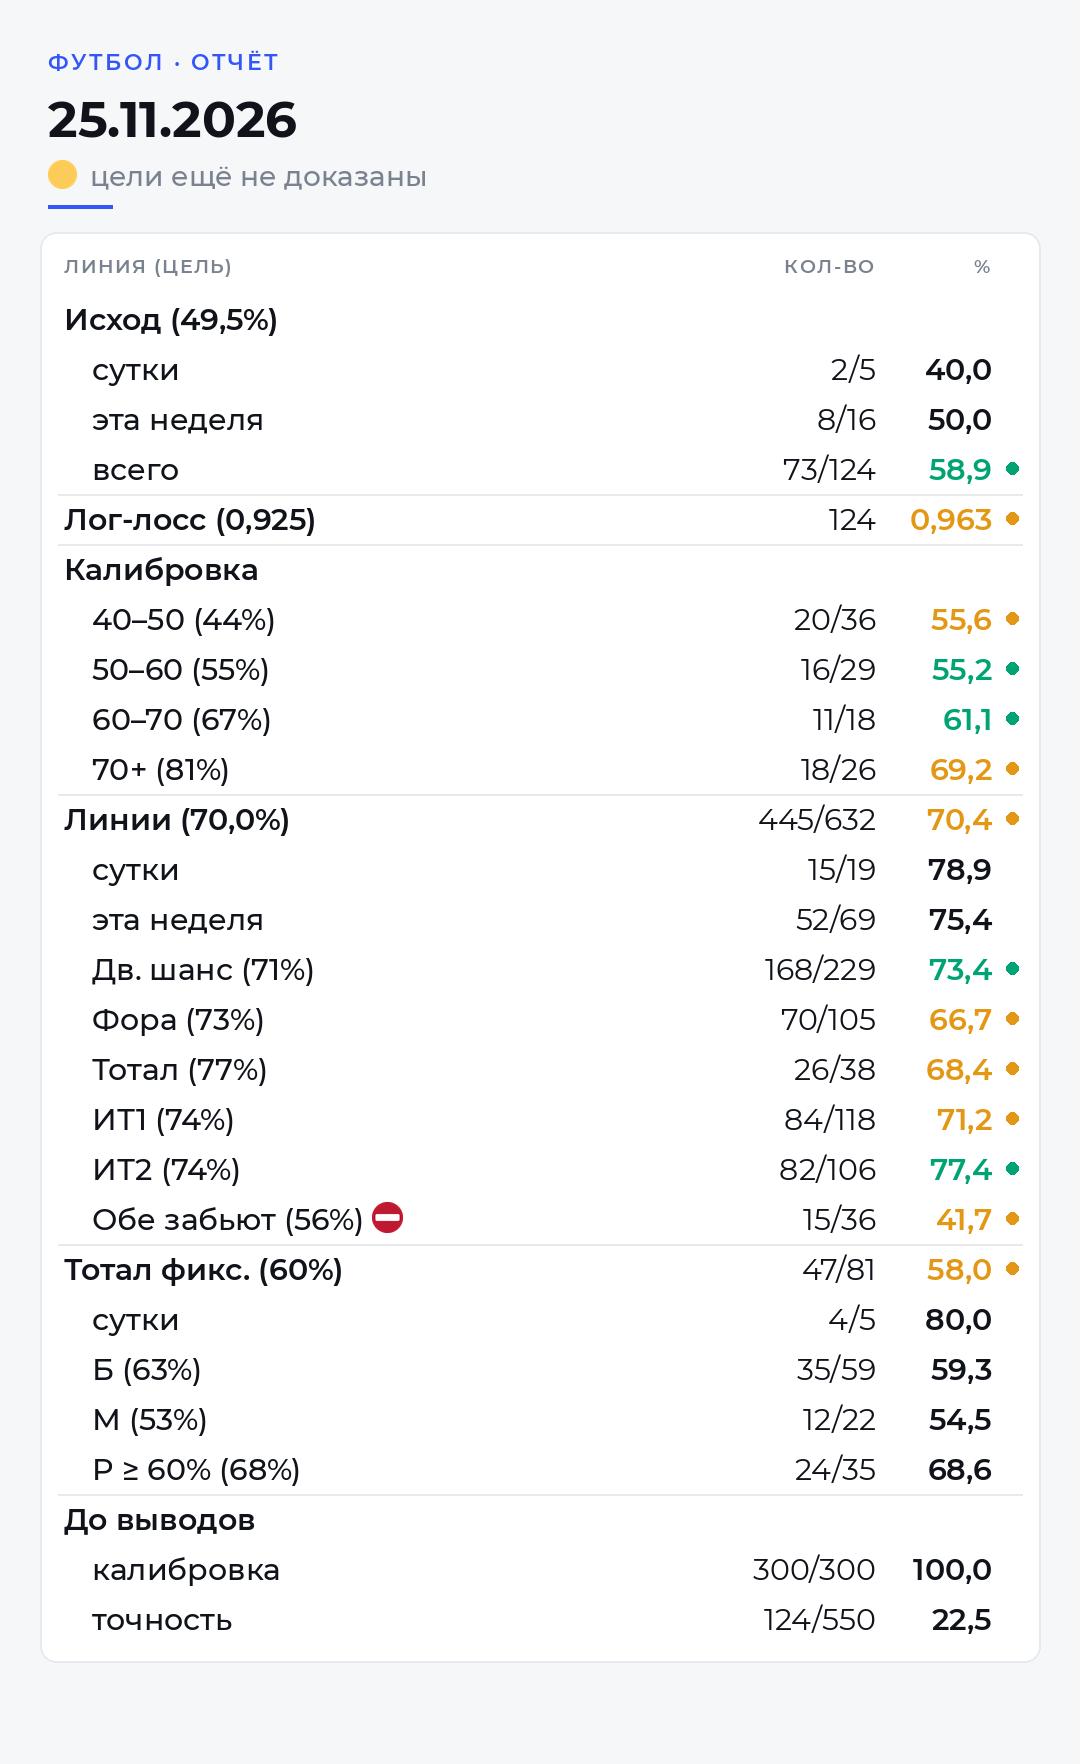 ФУТБОЛ · ОТЧЁТ
25.11.2026
цели ещё не доказаны
ЛИНИЯ (ЦЕЛЬ) КОЛ-ВО %
Исход (49,5%)
сутки 2/5 40,0
эта неделя 8/16 50,0
всего 73/124 58,9
Лог-лосс (0,925) 124 0,963
Калибровка
40–50 (44%) 20/36 55,6
50–60 (55%) 16/29 55,2
60–70 (67%) 11/18 61,1
70+ (81%) 18/26 69,2
Линии (70,0%) 445/632 70,4
сутки 15/19 78,9
эта неделя 52/69 75,4
Дв. шанс (71%) 168/229 73,4
Фора (73%) 70/105 66,7
Тотал (77%) 26/38 68,4
ИТ1 (74%) 84/118 71,2
ИТ2 (74%) 82/106 77,4
Обе забьют (56%) 15/36 41,7
Тотал фикс. (60%) 47/81 58,0
сутки 4/5 80,0
Б (63%) 35/59 59,3
М (53%) 12/22 54,5
Р ≥ 60% (68%) 24/35 68,6
До выводов
калибровка 300/300 100,0
точность 124/550 22,5